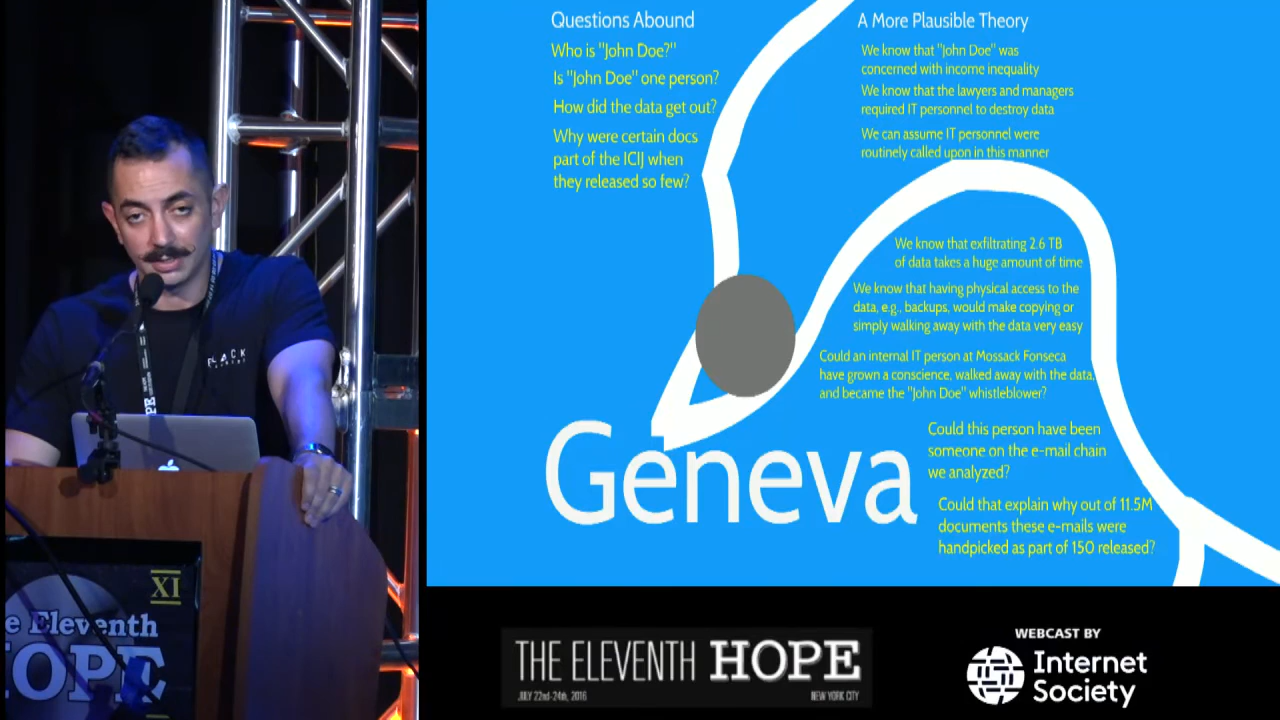 Questions Abound
Who is "John Doe?"
Is "John Doe" one person?
How did the data get out?
Why were certain docs
part of the ICIJ when
they released so few?
A More Plausible Theory
We know that "John Doe" was
concerned with income inequality
We know that the lawyers and managers
required IT personnel to destroy data
We can assume IT personnel were
routinely called upon in this manner
We know that exfiltrating 2.6 TB
of data takes a huge amount of time
We know that having physical access to the
data, e.g., backups, would make copying or
simply walking away with the data very easy
Could an internal IT person at Mossack Fonseca
have grown a conscience, walked away with the data,
and became the "John Doe" whistleblower?
Geneva
Could this person have been
someone on the e-mail chain
we analyzed?
Could that explain why out of 11.5M
documents these e-mails were
handpicked as part of 150 released?
HOPE
XI
e Eleventh
HOPE
THE ELEVENTH HOPE
JULY 22nd-24th, 2016
NEW YORK CITY
WEBCAST BY
Internet
Society